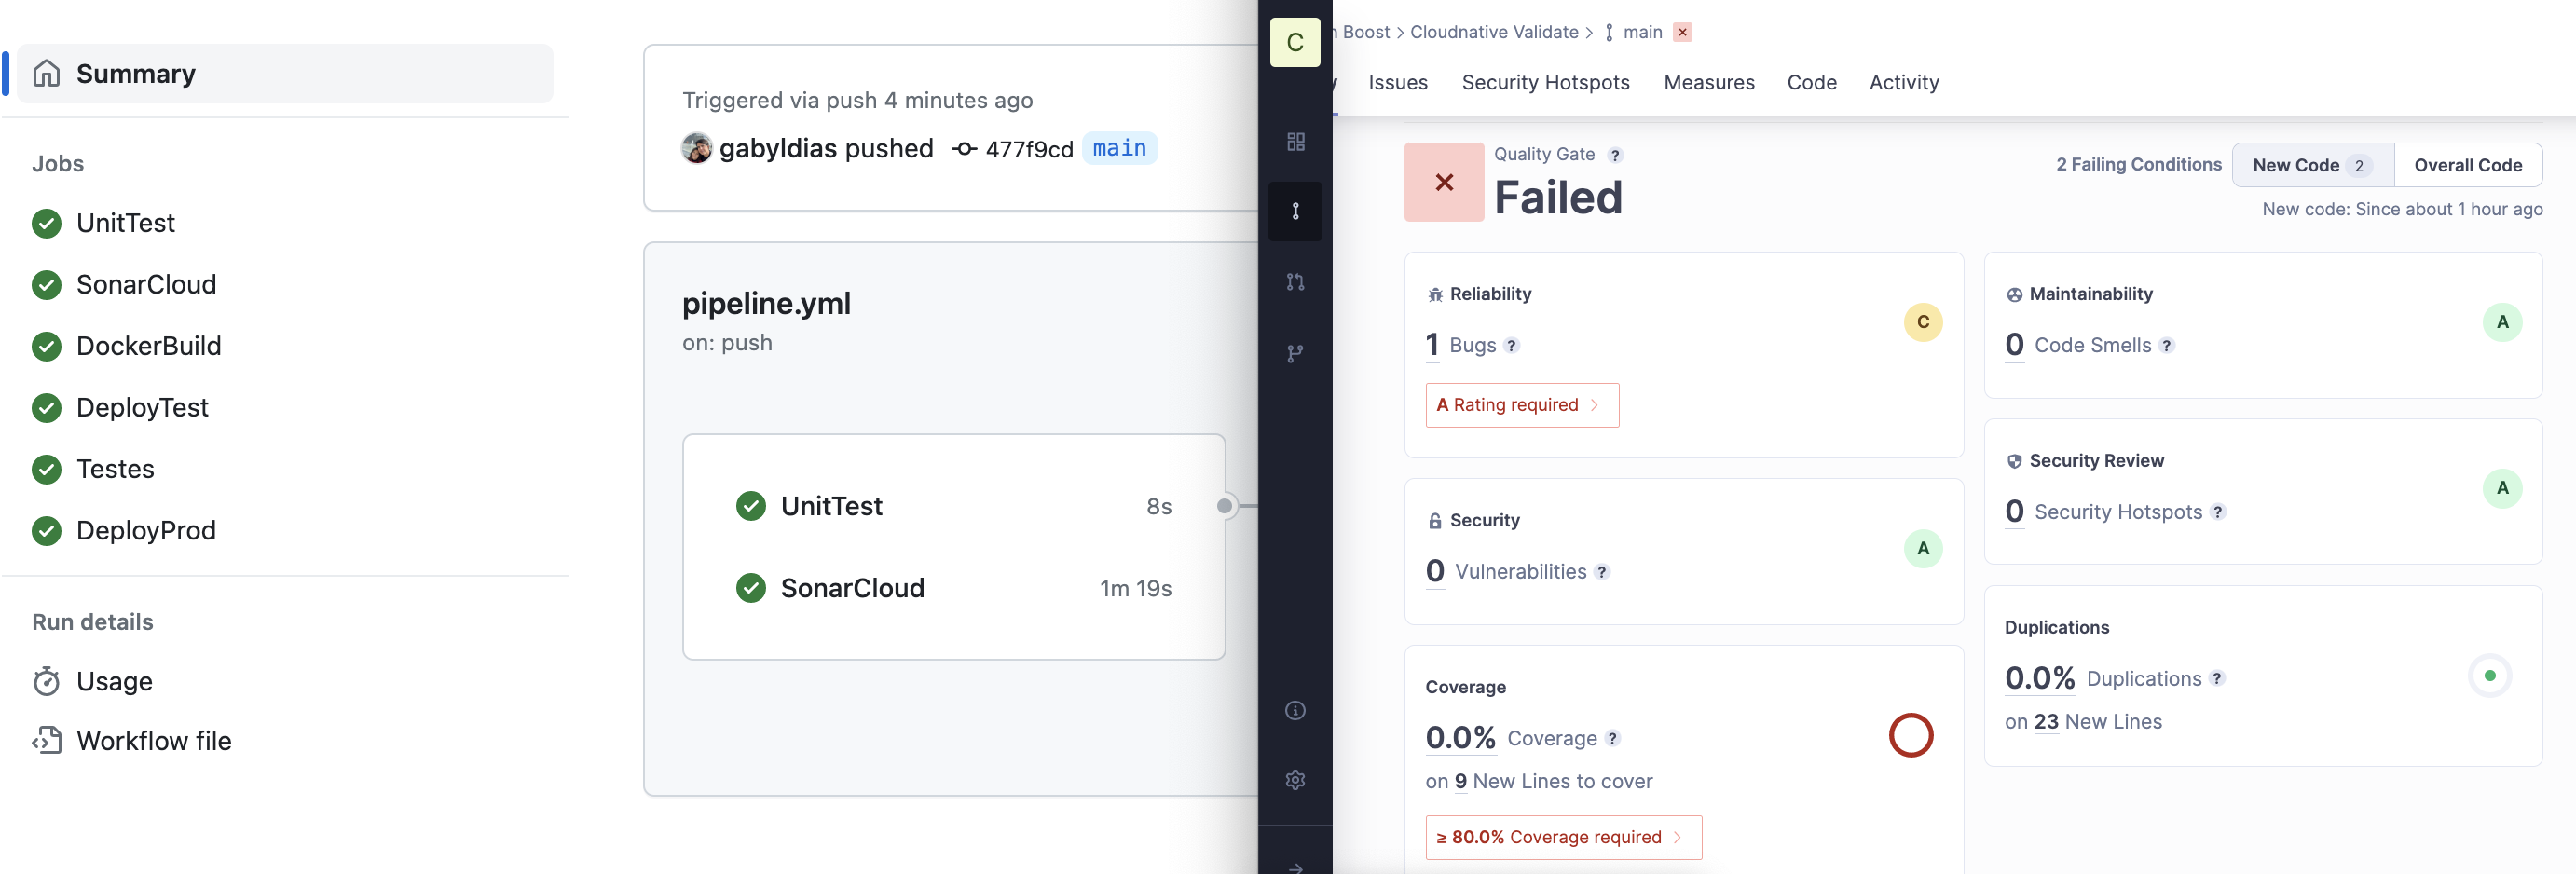 Summary
Jobs
UnitTest
SonarCloud
DockerBuild
DeployTest
Testes
DeployProd
Run details
Usage
Workflow file
Triggered via push 4 minutes ago
gabyldias pushed 477f9cd main
pipeline.yml
on: push
UnitTest 8s
SonarCloud 1m 19s
C
Boost > Cloudnative Validate > main
Issues Security Hotspots Measures Code Activity
Quality Gate ?
Failed
2 Failing Conditions New Code 2 Overall Code
New code: Since about 1 hour ago
Reliability
1 Bugs ?
C
A Rating required >
Security
0 Vulnerabilities ?
A
Coverage
0.0% Coverage ?
on 9 New Lines to cover
≥ 80.0% Coverage required >
Maintainability
0 Code Smells ?
A
Security Review
0 Security Hotspots ?
A
Duplications
0.0% Duplications ?
on 23 New Lines